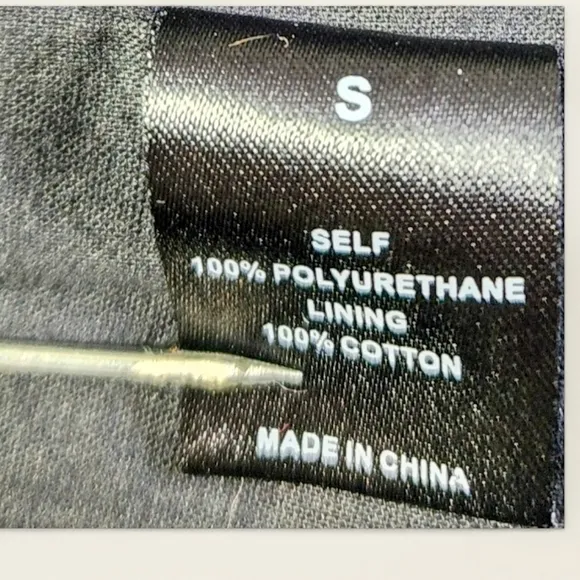 S
SELF
100% POLYURETHANE
LINING
100% COTTON
MADE IN CHINA